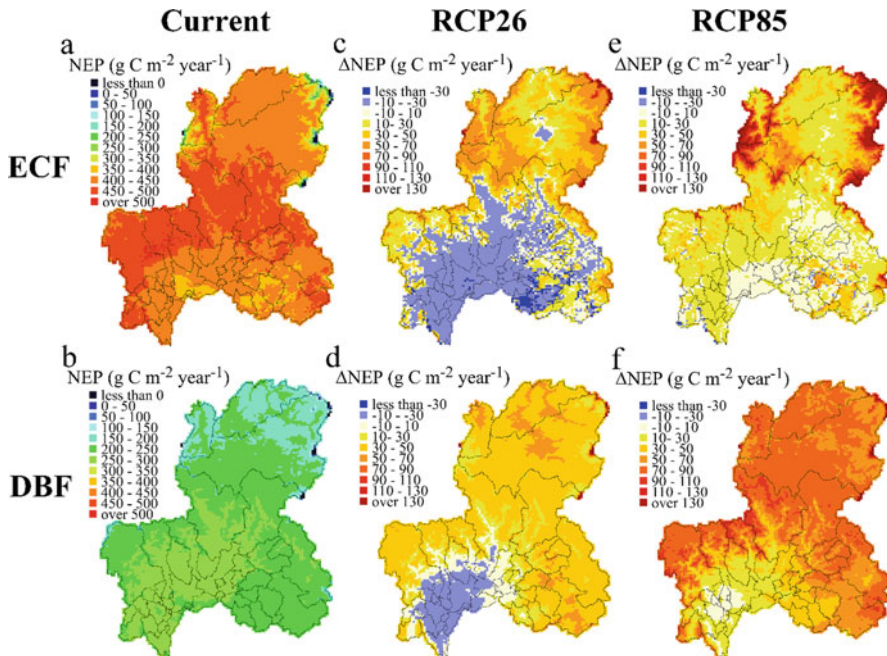 Current
RCP26
RCP85
a
NEP (g C m-2 year-1)
less than 0
0 - 50
50 - 100
100 - 150
150 - 200
200 - 250
250 - 300
300 - 350
350 - 400
400 - 450
450 - 500
over 500
c
ΔNEP (g C m-2 year-1)
less than -30
-10 - -30
-10 - 10
10 - 30
30 - 50
50 - 70
70 - 90
90 - 110
110 - 130
over 130
e
ΔNEP (g C m-2 year-1)
less than -30
-10 - -30
-10 - 10
10 - 30
30 - 50
50 - 70
70 - 90
90 - 110
110 - 130
over 130
ECF
b
NEP (g C m-2 year-1)
less than 0
0 - 50
50 - 100
100 - 150
150 - 200
200 - 250
250 - 300
300 - 350
350 - 400
400 - 450
450 - 500
over 500
d
ΔNEP (g C m-2 year-1)
less than -30
-10 - -30
-10 - 10
10 - 30
30 - 50
50 - 70
70 - 90
90 - 110
110 - 130
over 130
f
ΔNEP (g C m-2 year-1)
less than -30
-10 - -30
-10 - 10
10 - 30
30 - 50
50 - 70
70 - 90
90 - 110
110 - 130
over 130
DBF